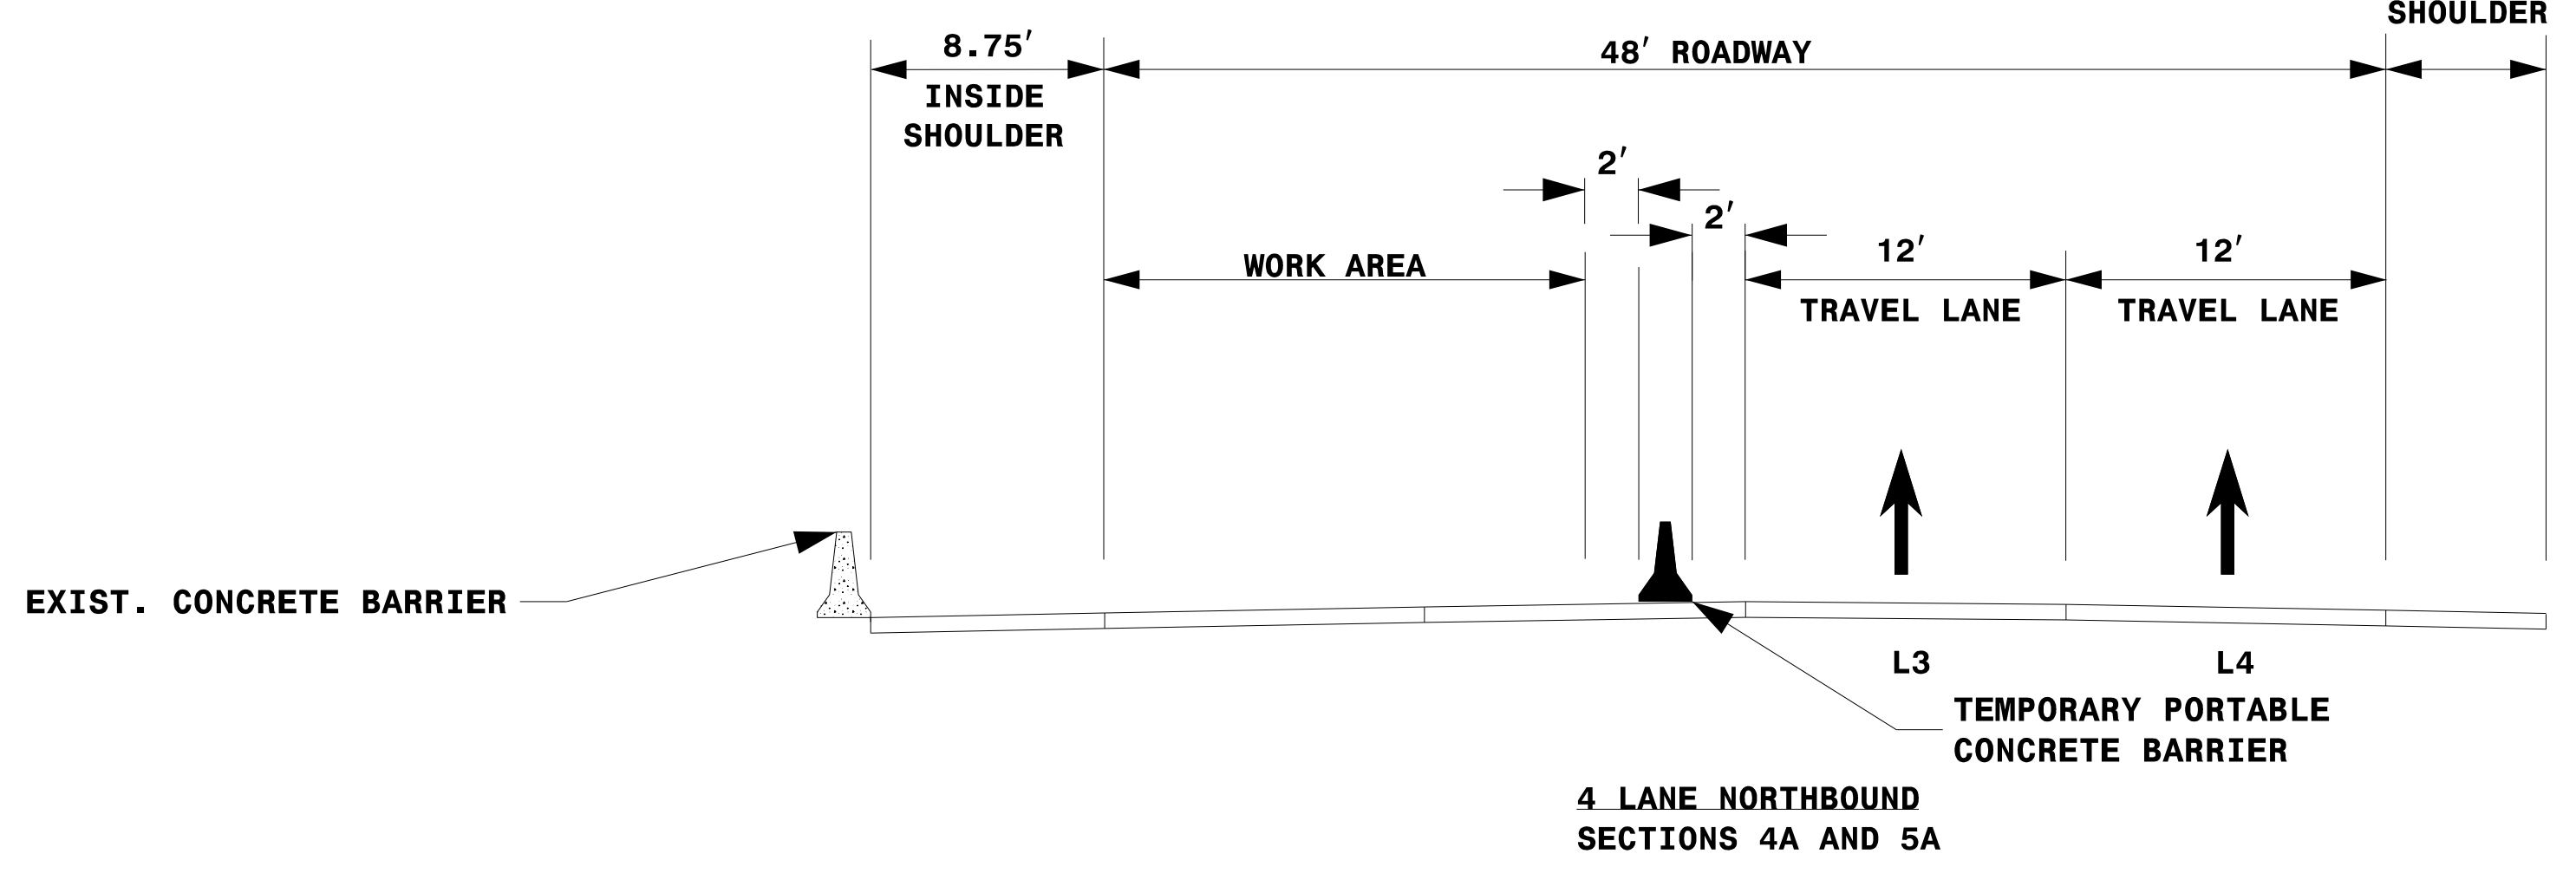 SHOULDER
8.75'
48' ROADWAY
INSIDE
SHOULDER
2'
2'
WORK AREA
12'
12'
TRAVEL LANE
TRAVEL LANE
EXIST. CONCRETE BARRIER
L3
L4
TEMPORARY PORTABLE
CONCRETE BARRIER
4 LANE NORTHBOUND
SECTIONS 4A AND 5A